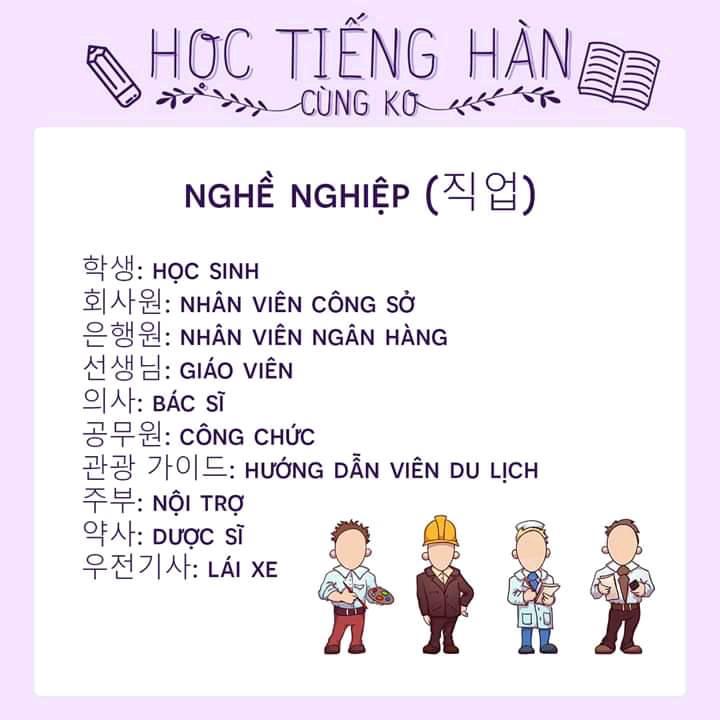 HỌC TIẾNG HÀN
CÙNG KO
NGHỀ NGHIỆP (직업)
학생: HỌC SINH
회사원: NHÂN VIÊN CÔNG SỞ
은행원: NHÂN VIÊN NGÂN HÀNG
선생님: GIÁO VIÊN
의사: BÁC SĨ
공무원: CÔNG CHỨC
관광 가이드: HƯỚNG DẪN VIÊN DU LỊCH
주부: NỘI TRỢ
약사: DƯỢC SĨ
우전기사: LÁI XE